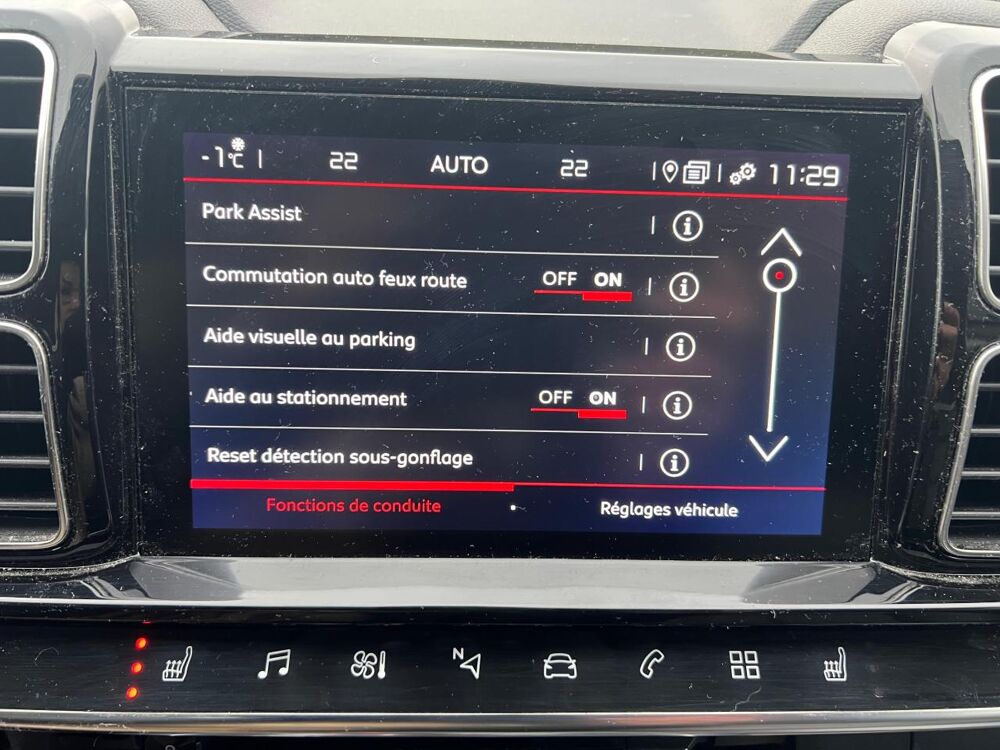 -1°C 22 AUTO 22 11:29
Park Assist
Commutation auto feux route OFF ON
Aide visuelle au parking
Aide au stationnement OFF ON
Reset détection sous-gonflage
Fonctions de conduite Réglages véhicule
N